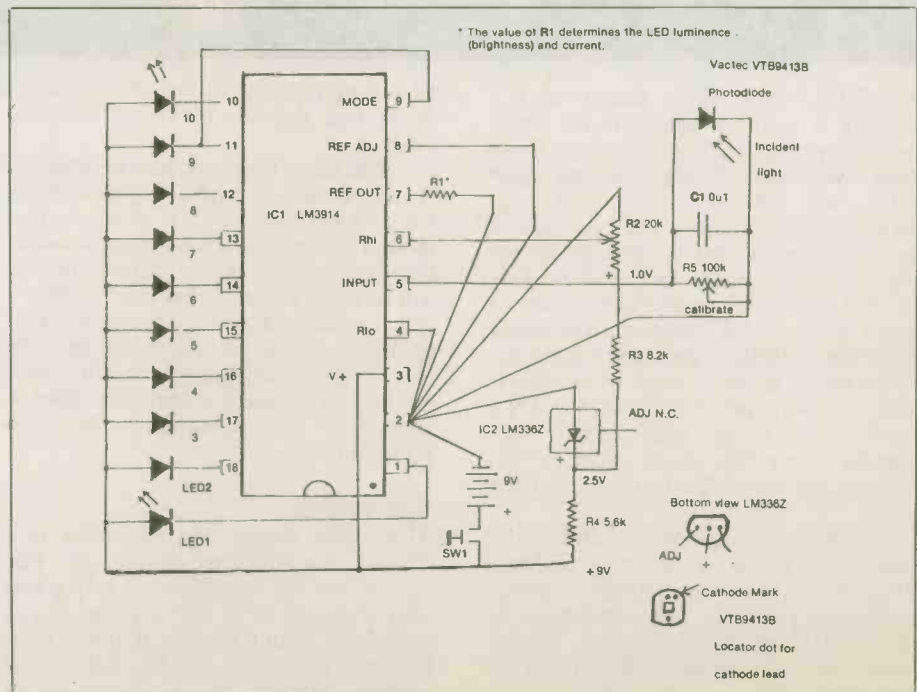 * The value of R1 determines the LED luminence .
(brightness) and current.
Vactec VTB9413B
Photodiode
Incident
light
C1 0uT
R5 100k
calibrate
1.0V
R2 20k
+
R3 8.2k
ADJ N.C.
IC2 LM336Z
+
2.5V
R4 5.6k
+9V
9V
+
SW1
Bottom view LM336Z
ADJ
+
Cathode Mark
VTB9413B
Locator dot for
cathode lead
IC1 LM3914
MODE 9
REF ADJ 8
REF OUT 7
R1*
Rhi 6
INPUT 5
Rlo 4
V + 3
2
1
10
11
12
13
14
15
16
17
18
10
9
8
7
6
5
4
3
LED2
LED1